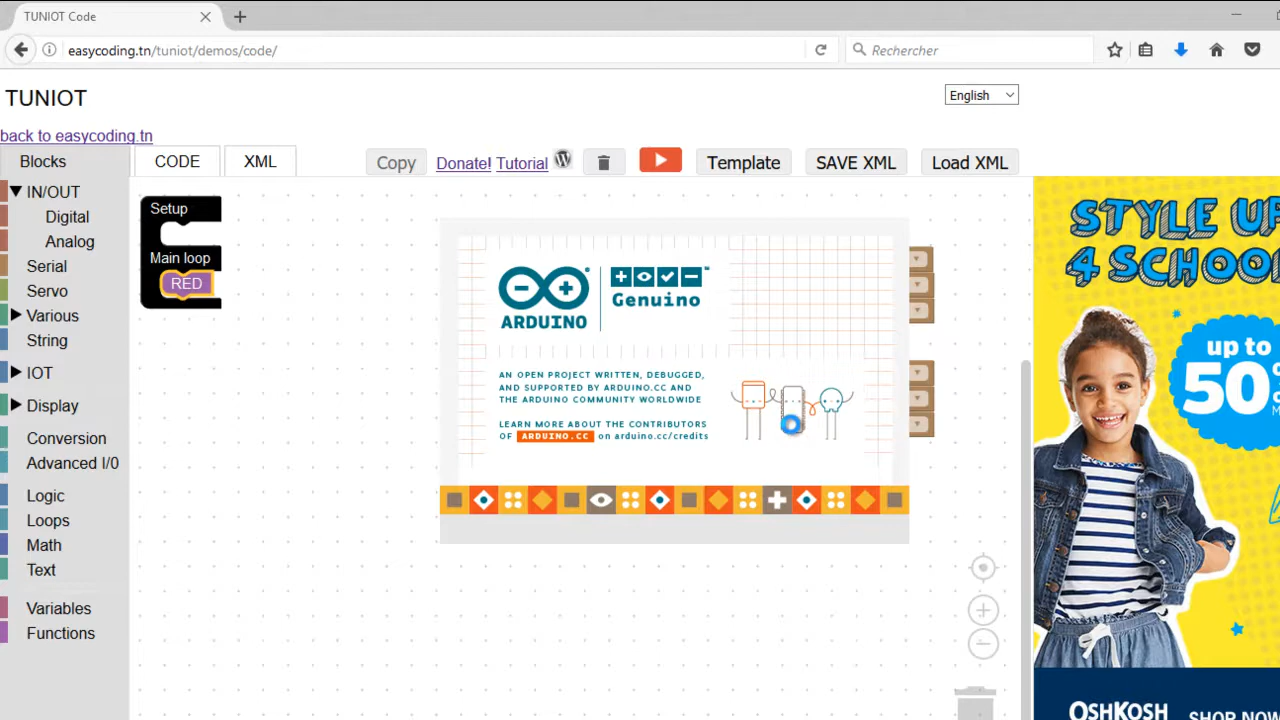 TUNIOT Code
easycoding.tn/tuniot/demos/code/
Rechercher
TUNIOT
English
back to easycoding.tn
Blocks
CODE
XML
Copy
Donate! Tutorial
Template
SAVE XML
Load XML
IN/OUT
Digital
Analog
Serial
Servo
Various
String
IOT
Display
Conversion
Advanced I/0
Logic
Loops
Math
Text
Variables
Functions
Setup
Main loop
RED
ARDUINO
Genuino
™
AN OPEN PROJECT WRITTEN, DEBUGGED,
AND SUPPORTED BY ARDUINO.CC AND
THE ARDUINO COMMUNITY WORLDWIDE
LEARN MORE ABOUT THE CONTRIBUTORS
OF ARDUINO.CC on arduino.cc/credits
STYLE UP
4 SCHOO
up to
50
OSHKOSH
SHOP NOW